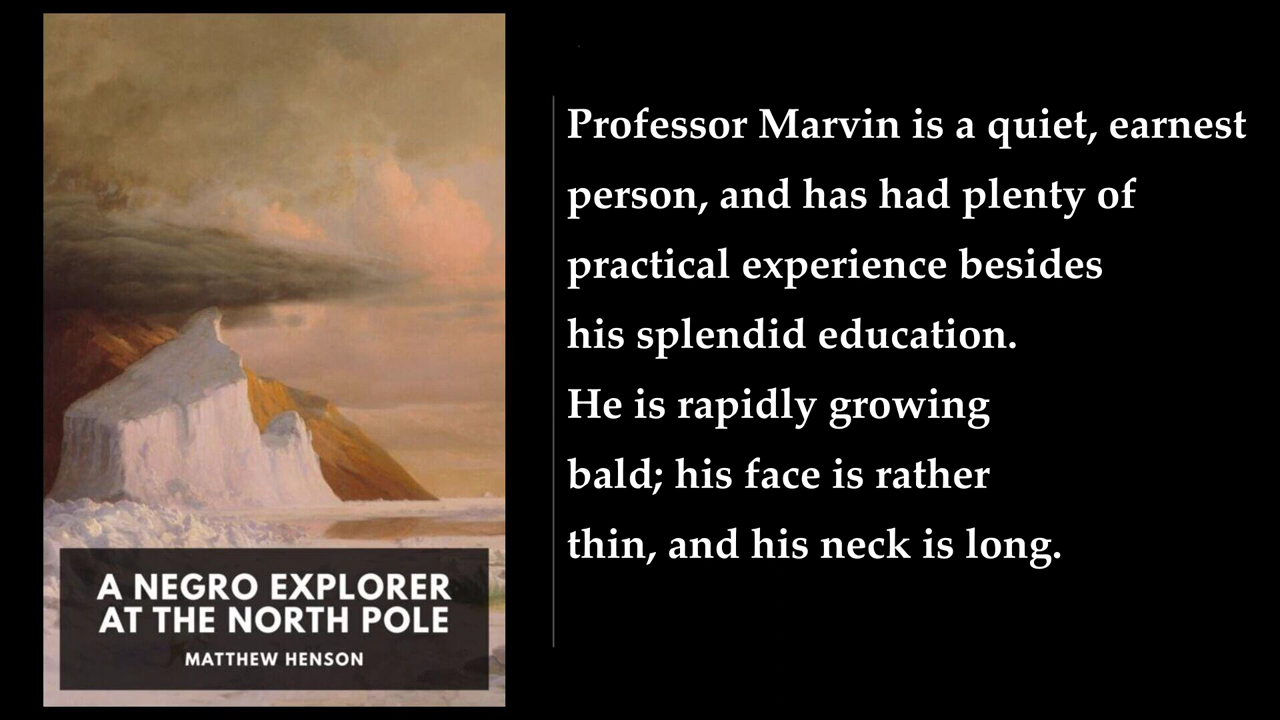 A NEGRO EXPLORER
AT THE NORTH POLE
MATTHEW HENSON
Professor Marvin is a quiet, earnest
person, and has had plenty of
practical experience besides
his splendid education.
He is rapidly growing
bald; his face is rather
thin, and his neck is long.